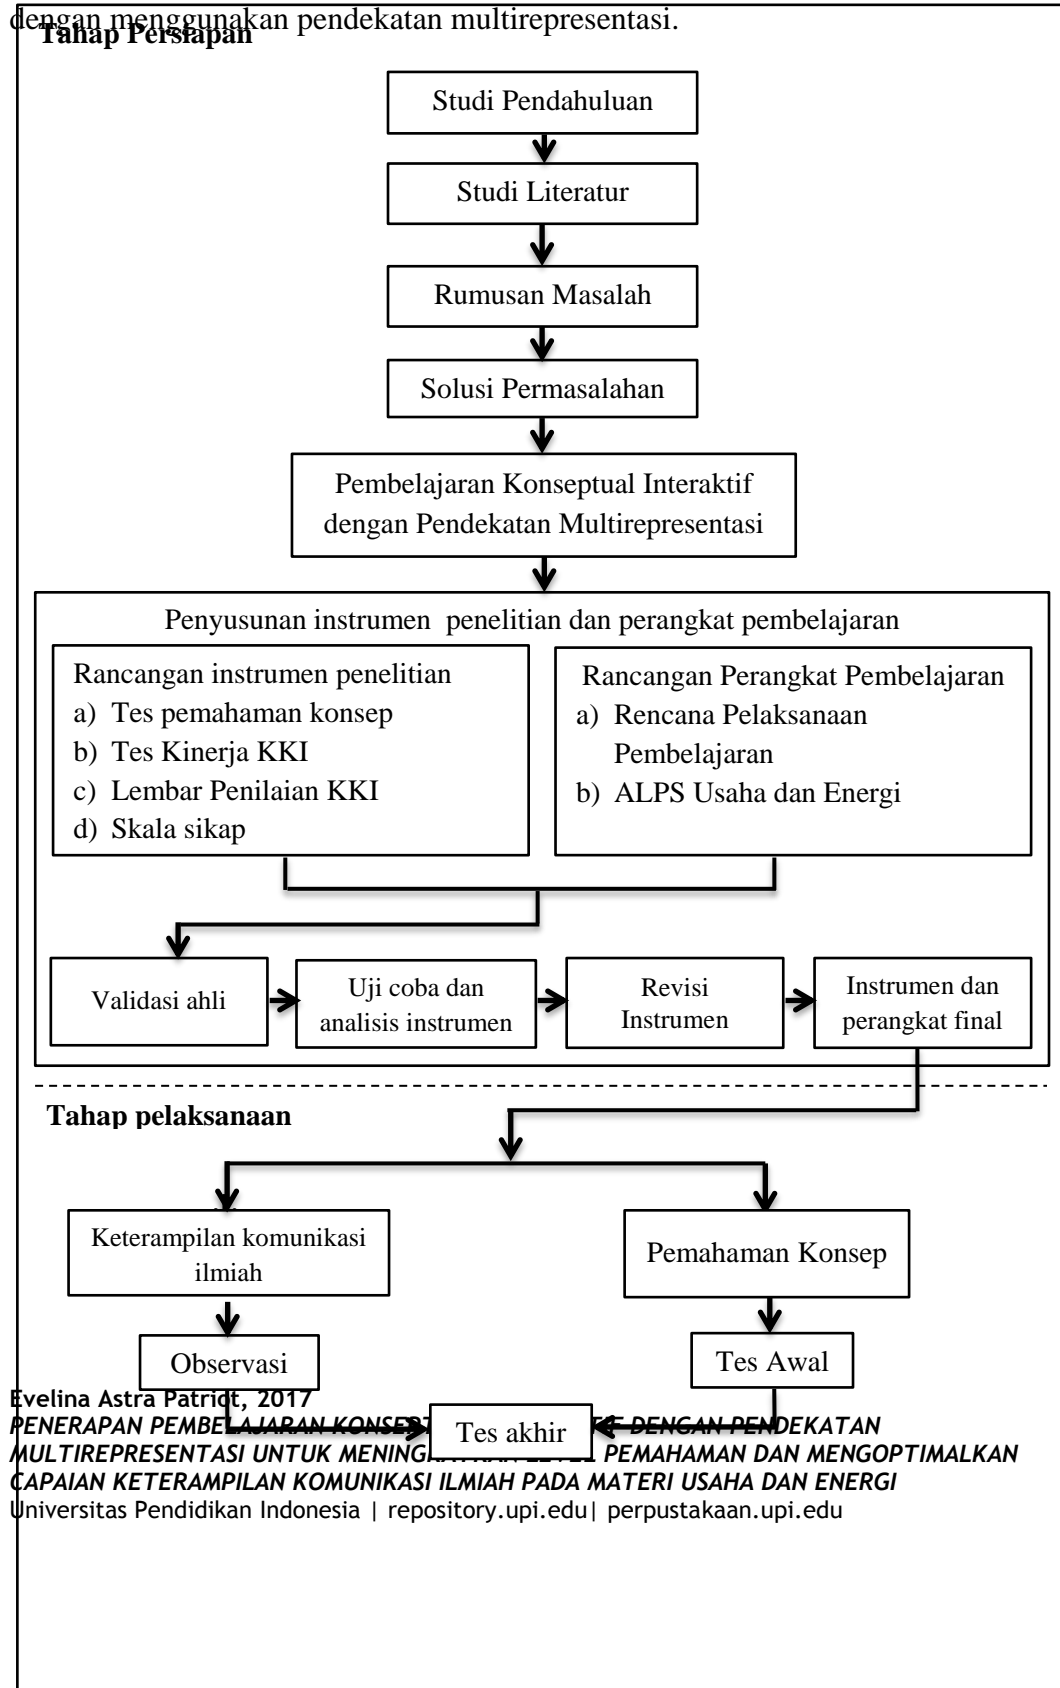 dengan menggunakan pendekatan multirepresentasi.
Tahap Persiapan
Studi Pendahuluan
Studi Literatur
Rumusan Masalah
Solusi Permasalahan
Pembelajaran Konseptual Interaktif
dengan Pendekatan Multirepresentasi
Penyusunan instrumen penelitian dan perangkat pembelajaran
Rancangan instrumen penelitian
a) Tes pemahaman konsep
b) Tes Kinerja KKI
c) Lembar Penilaian KKI
d) Skala sikap
Rancangan Perangkat Pembelajaran
a) Rencana Pelaksanaan
Pembelajaran
b) ALPS Usaha dan Energi
Validasi ahli
Uji coba dan
analisis instrumen
Revisi
Instrumen
Instrumen dan
perangkat final
Tahap pelaksanaan
Keterampilan komunikasi
ilmiah
Pemahaman Konsep
Observasi
Tes Awal
Tes akhir
Evelina Astra Patriot, 2017
PENERAPAN PEMBELAJARAN DENGAN PENDEKATAN
MULTIREPRESENTASI UNTUK PEMAHAMAN DAN MENGOPTIMALKAN
CAPAIAN KETERAMPILAN KOMUNIKASI ILMIAH PADA MATERI USAHA DAN ENERGI
Universitas Pendidikan Indonesia | repository.upi.edu| perpustakaan.upi.edu